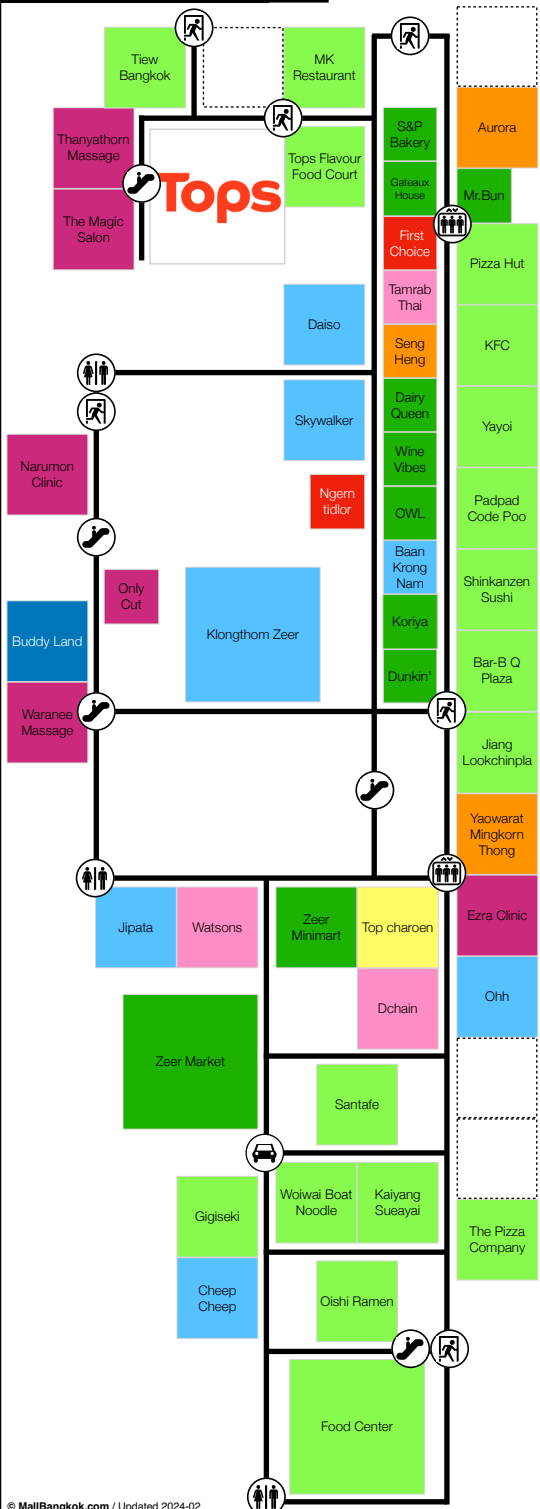 Tiew
Bangkok
MK
Restaurant
S&P
Bakery
Aurora
Thanyathorn
Massage
Tops Flavour
Food Court
Gateaux
House
Mr.Bun
Tops
The Magic
Salon
First
Choice
Pizza Hut
Tamrab
Thai
Daiso
Seng
Heng
KFC
Skywalker
Dairy
Queen
Yayoi
Wine
Vibes
Narumon
Clinic
Ngern
tidlor
OWL
Padpad
Code Poo
Baan
Krong
Nam
Only
Cut
Shinkanzen
Sushi
Buddy Land
Klongthom Zeer
Koriya
Dunkin'
Bar-B Q
Plaza
Waranee
Massage
Jiang
Lookchinpla
Yaowarat
Mingkorn
Thong
Jipata
Watsons
Zeer
Minimart
Top charoen
Ezra Clinic
Dchain
Ohh
Zeer Market
Santafe
Woiwai Boat
Noodle
Kaiyang
Sueayai
Gigiseki
The Pizza
Company
Cheep
Cheep
Oishi Ramen
Food Center
© MallBangkok.com / Updated 2024-02